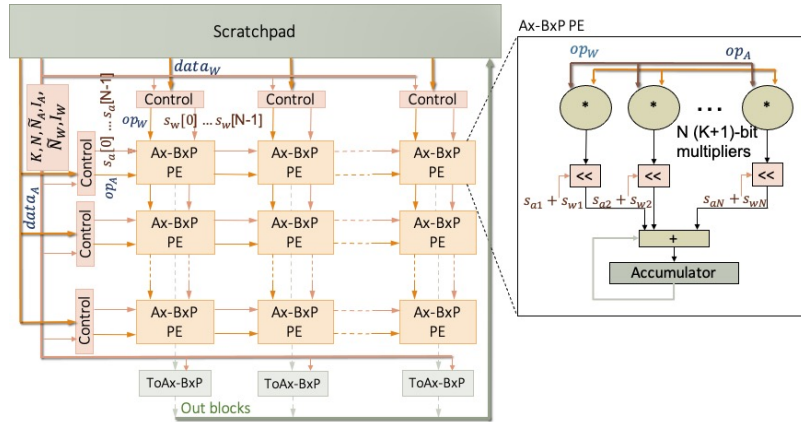 Scratchpad
data_W
Control
Control
Control
K, N, Ñ_A, I_A,
Ñ_W, I_W
s_a[0] ... s_a[N-1]
op_W
s_w[0] ... s_w[N-1]
Control
data_A
op_A
Ax-BxP
PE
Ax-BxP
PE
Ax-BxP
PE
Control
Ax-BxP
PE
Ax-BxP
PE
Ax-BxP
PE
Control
Ax-BxP
PE
Ax-BxP
PE
Ax-BxP
PE
ToAx-BxP
ToAx-BxP
ToAx-BxP
Out blocks
Ax-BxP PE
op_W
op_A
*
*
...
*
N (K+1)-bit
multipliers
<<
<<
<<
s_a1 + s_w1
s_a2 + s_w2
s_aN + s_wN
+
Accumulator